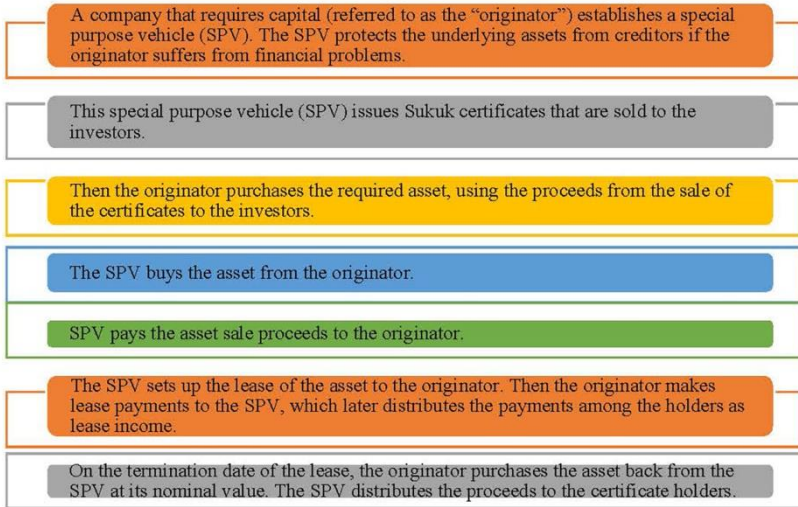 A company that requires capital (referred to as the “originator”) establishes a special
purpose vehicle (SPV). The SPV protects the underlying assets from creditors if the
originator suffers from financial problems.
This special purpose vehicle (SPV) issues Sukuk certificates that are sold to the
investors.
Then the originator purchases the required asset, using the proceeds from the sale of
the certificates to the investors.
The SPV buys the asset from the originator.
SPV pays the asset sale proceeds to the originator.
The SPV sets up the lease of the asset to the originator. Then the originator makes
lease payments to the SPV, which later distributes the payments among the holders as
lease income.
On the termination date of the lease, the originator purchases the asset back from the
SPV at its nominal value. The SPV distributes the proceeds to the certificate holders.